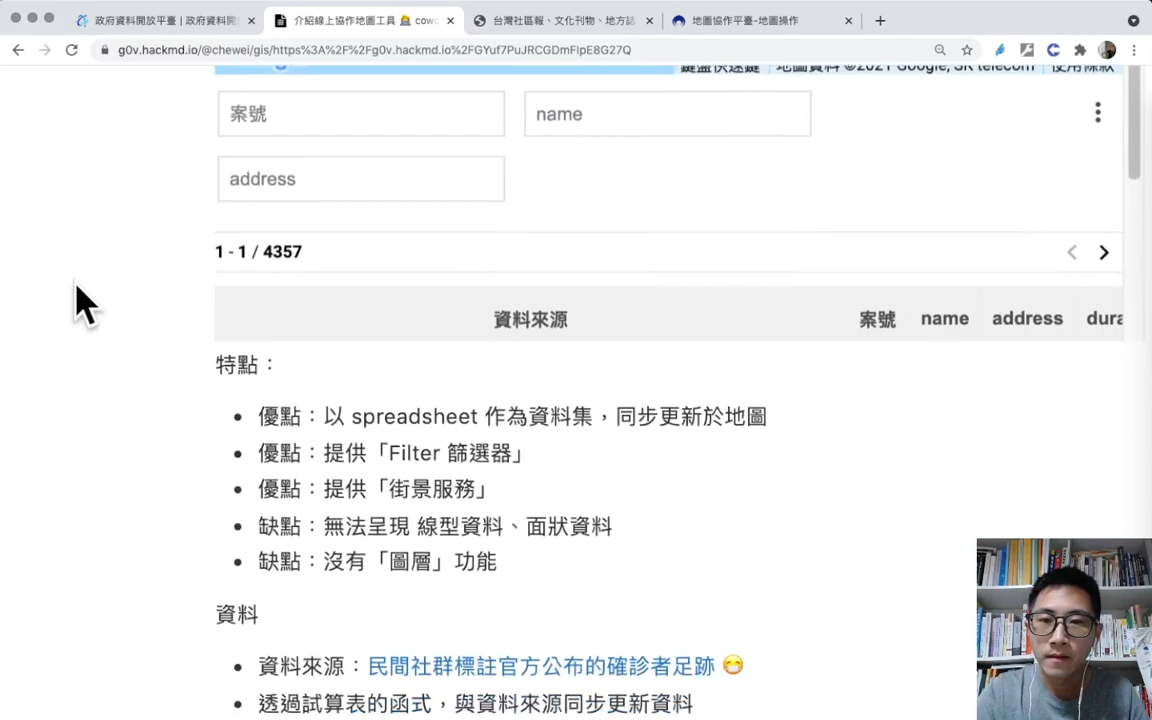 政府資料開放平臺 | 政府資料開
介紹線上協作地圖工具 👷 cowo
台灣社區報、文化刊物、地方誌
地圖協作平臺-地圖操作
g0v.hackmd.io/@chewei/gis/https%3A%2F%2Fg0v.hackmd.io%2FGYuf7PuJRCGDmFlpE8G27Q
鍵盤快速鍵 地圖資料 ©2021 Google, SK telecom 使用條款
案號 name
address
1 - 1 / 4357
資料來源 案號 name address dura
特點：
優點：以 spreadsheet 作為資料集，同步更新於地圖
優點：提供「Filter 篩選器」
優點：提供「街景服務」
缺點：無法呈現 線型資料、面狀資料
缺點：沒有「圖層」功能
資料
資料來源：民間社群標註官方公布的確診者足跡 😷
透過試算表的函式，與資料來源同步更新資料